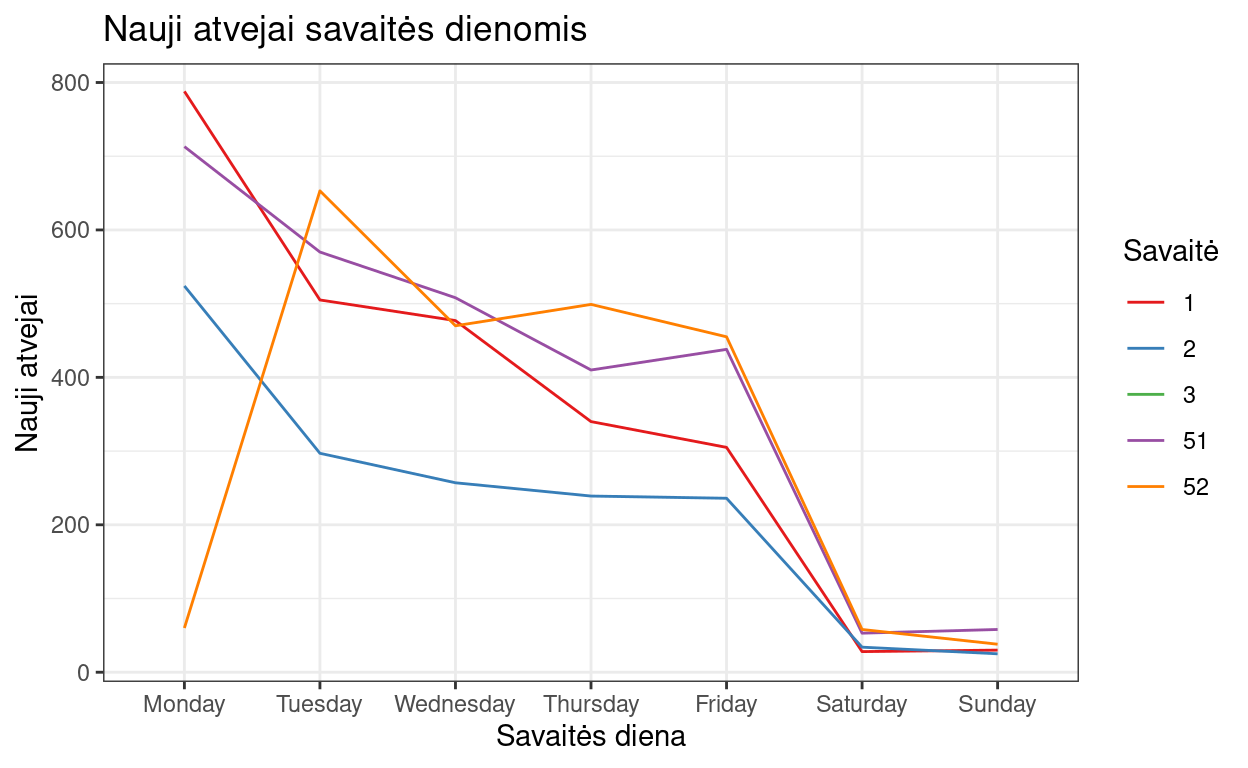 Nauji atvejai savaitės dienomis
Nauji atvejai
800
600
400
200
0
Monday Tuesday Wednesday Thursday Friday Saturday Sunday
Savaitės diena
Savaitė
1
2
3
51
52